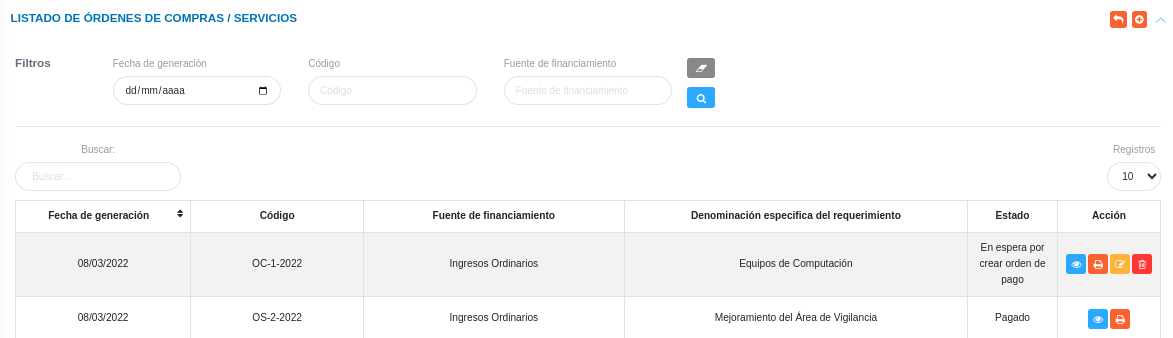 LISTADO DE ÓRDENES DE COMPRAS / SERVICIOS
Filtros
Fecha de generación
Código
Fuente de financiamiento
dd/mm/aaaa
Código
Fuente de financiamiento
Buscar:
Registros
Buscar...
10
Fecha de generación
Código
Fuente de financiamiento
Denominación especifica del requerimiento
Estado
Acción
08/03/2022
OC-1-2022
Ingresos Ordinarios
Equipos de Computación
En espera por
crear orden de
pago
08/03/2022
OS-2-2022
Ingresos Ordinarios
Mejoramiento del Área de Vigilancia
Pagado